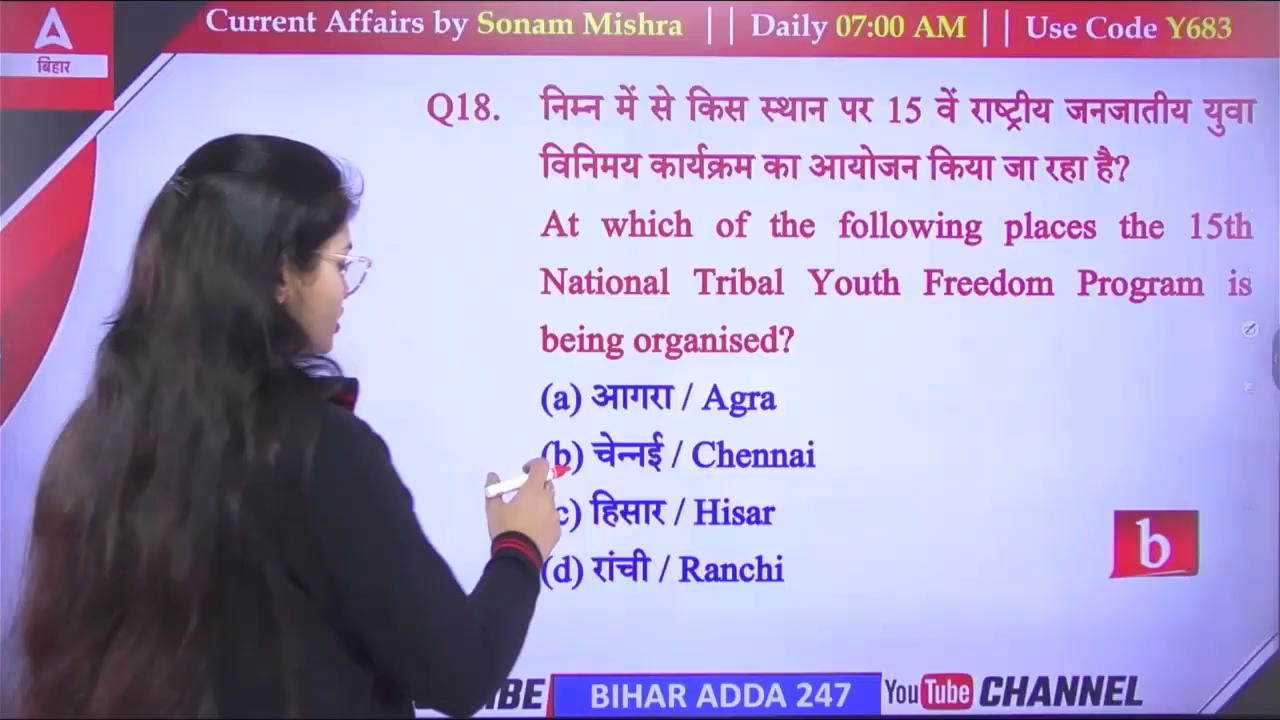 Current Affairs by Sonam Mishra || Daily 07:00 AM || Use Code Y683
बिहार
Q18. निम्न में से किस स्थान पर 15 वें राष्ट्रीय जनजातीय युवा
विनिमय कार्यक्रम का आयोजन किया जा रहा है?
At which of the following places the 15th
National Tribal Youth Freedom Program is
being organised?
(a) आगरा / Agra
(b) चेन्नई / Chennai
c) हिसार / Hisar
(d) रांची / Ranchi
b
BIHAR ADDA 247 YouTube CHANNEL